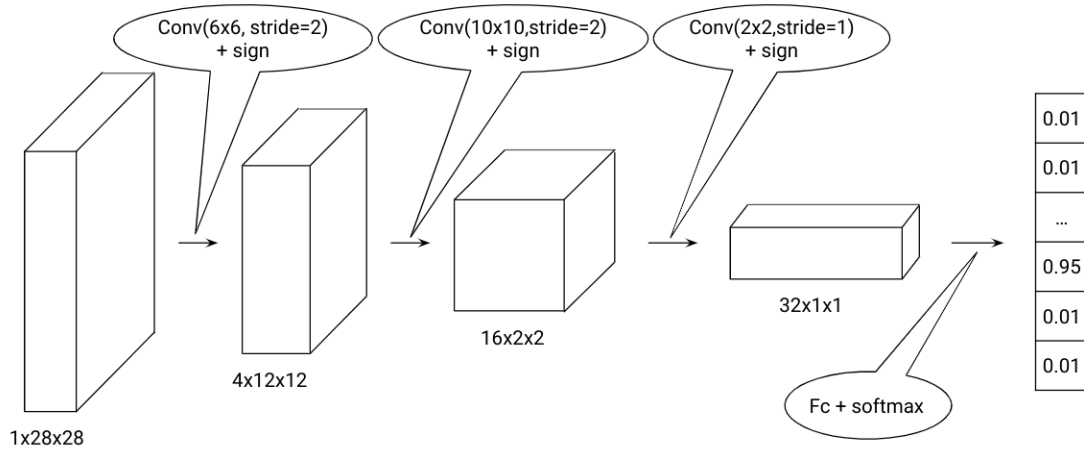 Conv(6x6, stride=2)
+ sign
Conv(10x10,stride=2)
+ sign
Conv(2x2,stride=1)
+ sign
0.01
0.01
...
0.95
0.01
0.01
1x28x28
4x12x12
16x2x2
32x1x1
Fc + softmax